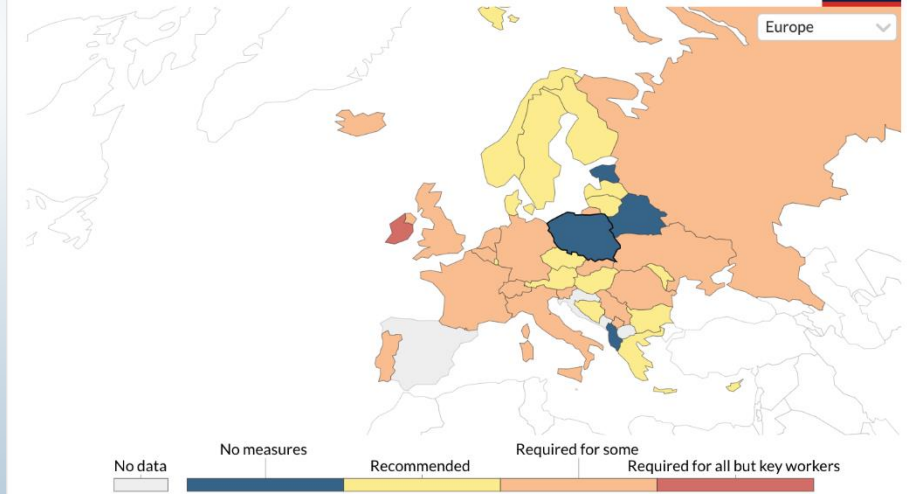 Europe
No measures
Required for some
No data
Recommended
Required for all but key workers